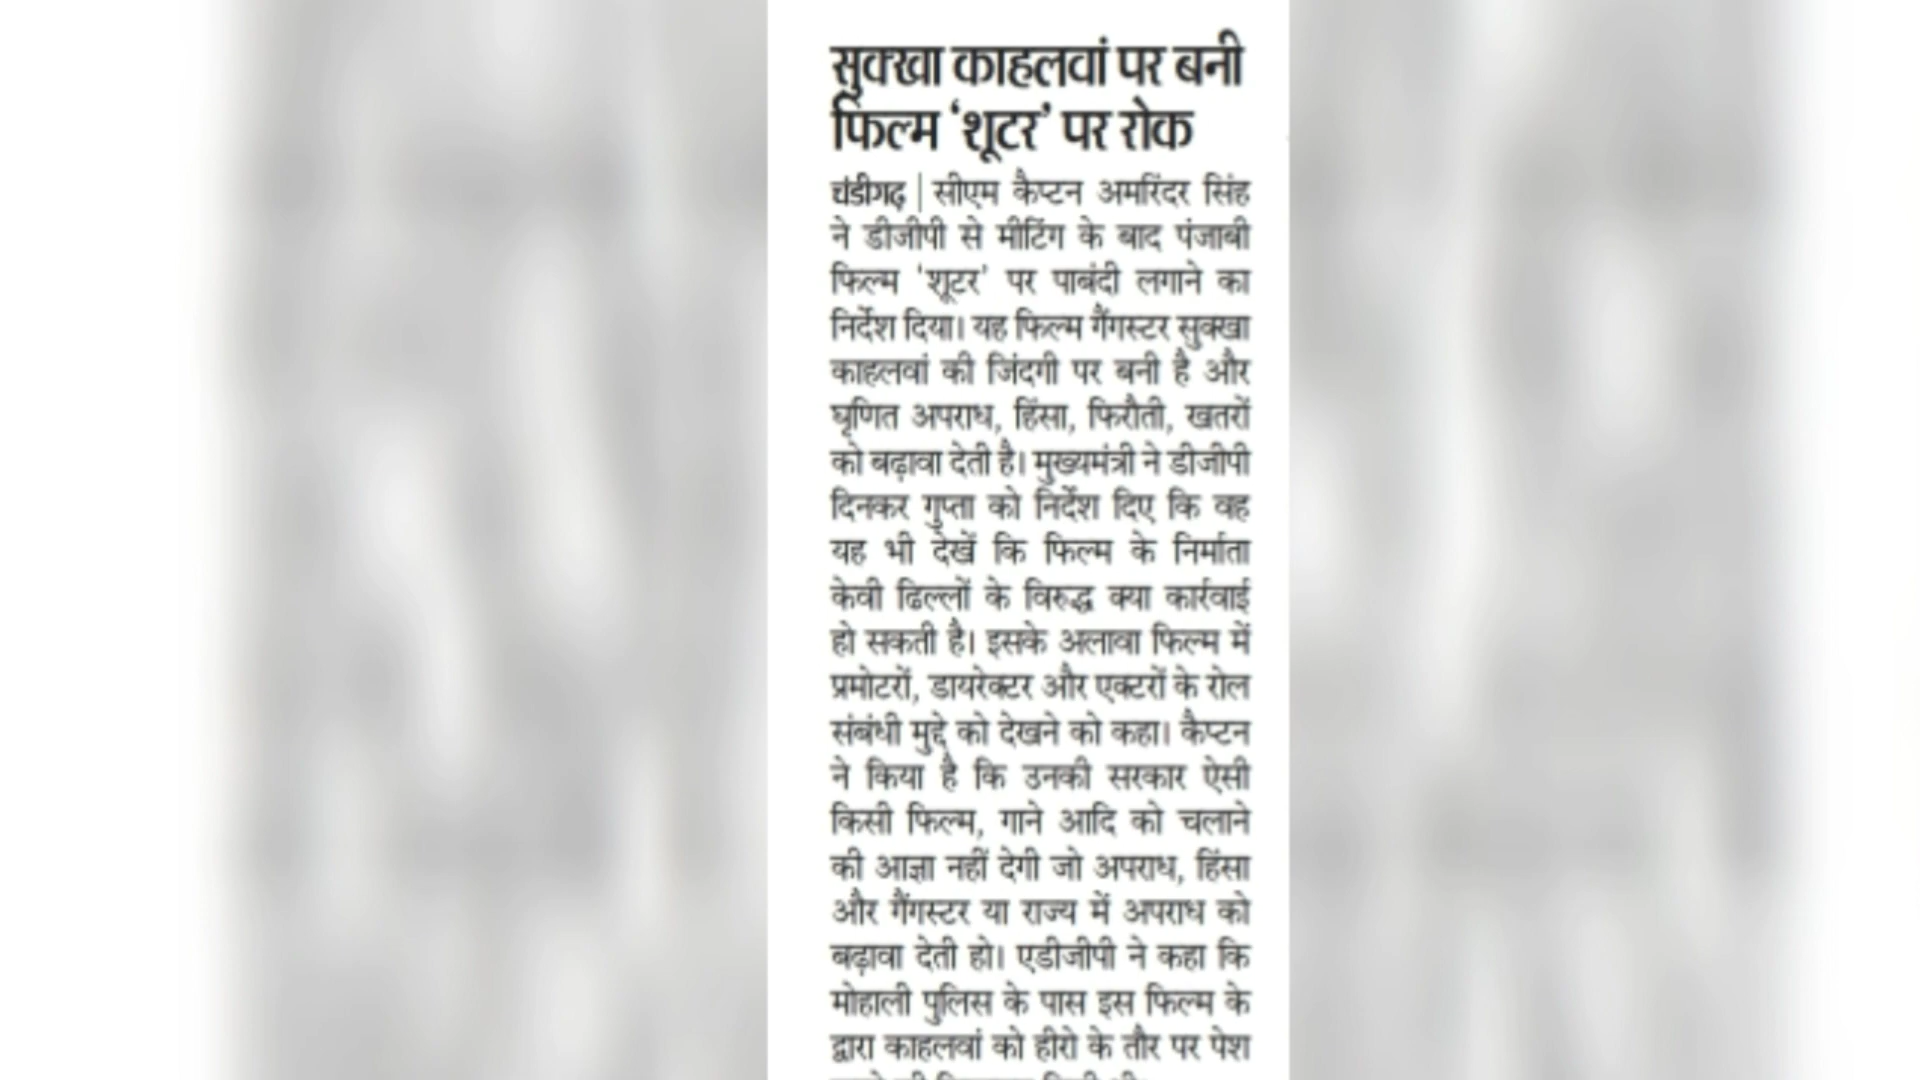 सुक्खा काहलवां पर बनी
फिल्म ‘शूटर’ पर रोक
चंडीगढ़ | सीएम कैप्टन अमरिंदर सिंह
ने डीजीपी से मीटिंग के बाद पंजाबी
फिल्म ‘शूटर’ पर पाबंदी लगाने का
निर्देश दिया। यह फिल्म गैंगस्टर सुक्खा
काहलवां की जिंदगी पर बनी है और
घृणित अपराध, हिंसा, फिरौती, खतरों
को बढ़ावा देती है। मुख्यमंत्री ने डीजीपी
दिनकर गुप्ता को निर्देश दिए कि वह
यह भी देखें कि फिल्म के निर्माता
केवी ढिल्लों के विरुद्ध क्या कार्रवाई
हो सकती है। इसके अलावा फिल्म में
प्रमोटरों, डायरेक्टर और एक्टरों के रोल
संबंधी मुद्दे को देखने को कहा। कैप्टन
ने किया है कि उनकी सरकार ऐसी
किसी फिल्म, गाने आदि को चलाने
की आज्ञा नहीं देगी जो अपराध, हिंसा
और गैंगस्टर या राज्य में अपराध को
बढ़ावा देती हो। एडीजीपी ने कहा कि
मोहाली पुलिस के पास इस फिल्म के
द्वारा काहलवां को हीरो के तौर पर पेश